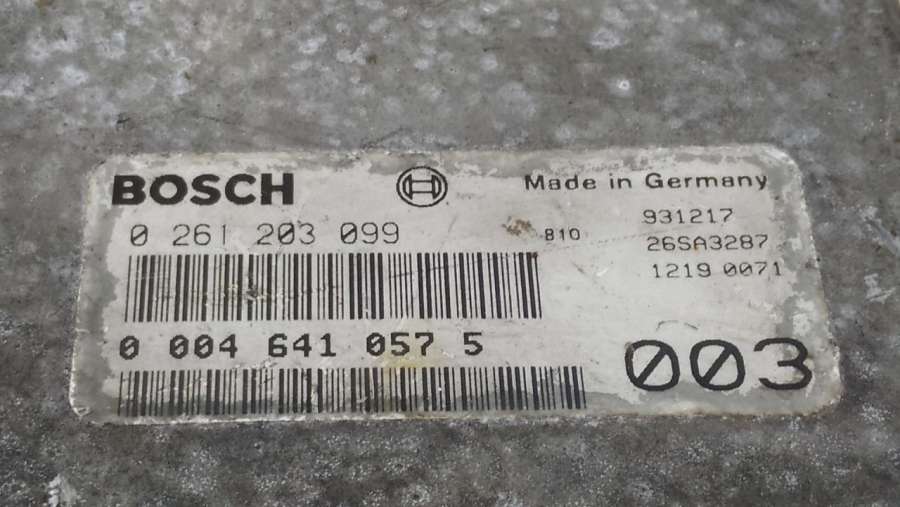 BOSCH Made in Germany
0 261 203 099 810 931217
26SA3287
1219 0071
0 004 641 057 5
003